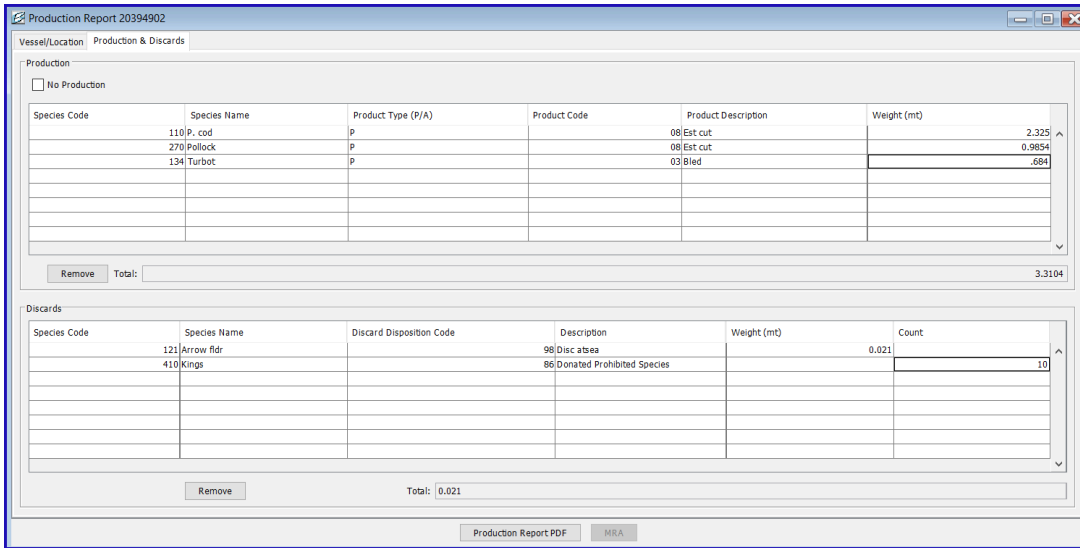 Production Report 20394902
Vessel/Location Production & Discards
Production
No Production
Species Code Species Name Product Type (P/A) Product Code Product Description Weight (mt)
110 P. cod P 08 Est cut 2.325
270 Pollock P 08 Est cut 0.9854
134 Turbot P 03 Bled .684
Remove Total: 3.3104
Discards
Species Code Species Name Discard Disposition Code Description Weight (mt) Count
121 Arrow fldr 98 Disc atsea 0.021
410 Kings 86 Donated Prohibited Species 10
Remove Total: 0.021
Production Report PDF MRA